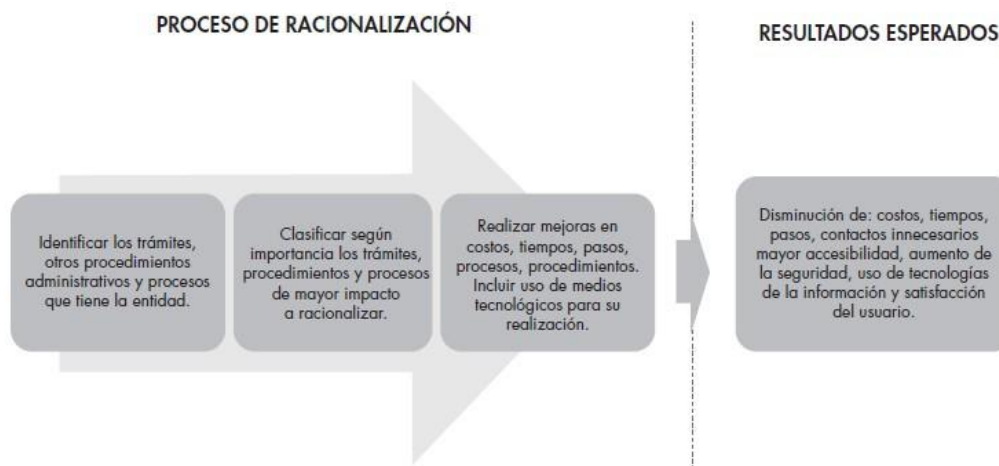 PROCESO DE RACIONALIZACIÓN
RESULTADOS ESPERADOS
Identificar los trámites,
otros procedimientos
administrativos y procesos
que tiene la entidad.
Clasificar según
importancia los trámites,
procedimientos y procesos
de mayor impacto
a racionalizar.
Realizar mejoras en
costos, tiempos, pasos,
procesos, procedimientos.
Incluir uso de medios
tecnológicos para su
realización.
Disminución de: costos, tiempos,
pasos, contactos innecesarios
mayor accesibilidad, aumento de
la seguridad, uso de tecnologías
de la información y satisfacción
del usuario.